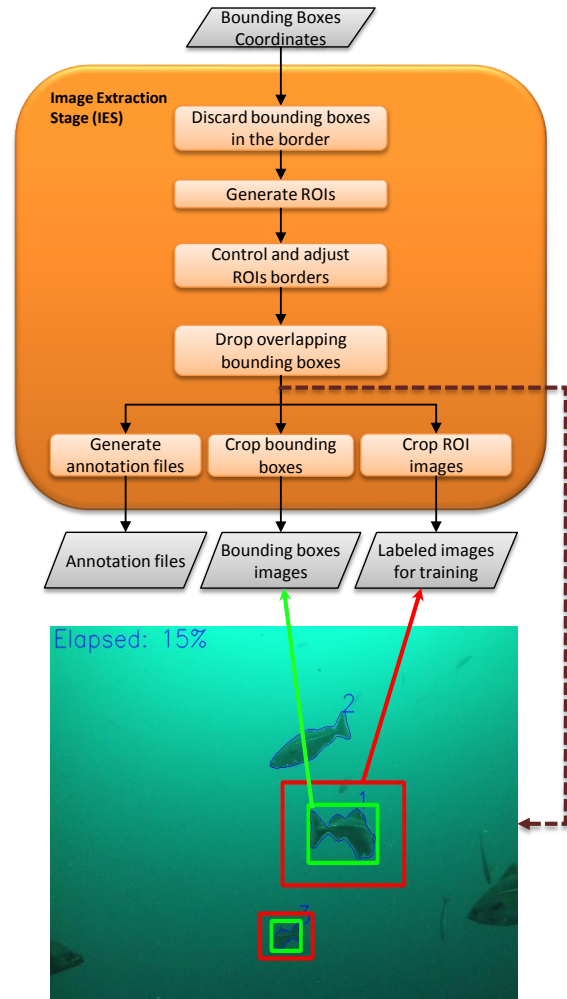 Bounding Boxes
Coordinates
Image Extraction
Stage (IES)
Discard bounding boxes
in the border
Generate ROIs
Control and adjust
ROIs borders
Drop overlapping
bounding boxes
Generate
annotation files
Crop bounding
boxes
Crop ROI
images
Annotation files
Bounding boxes
images
Labeled images
for training
Elapsed: 15%
2
1
3